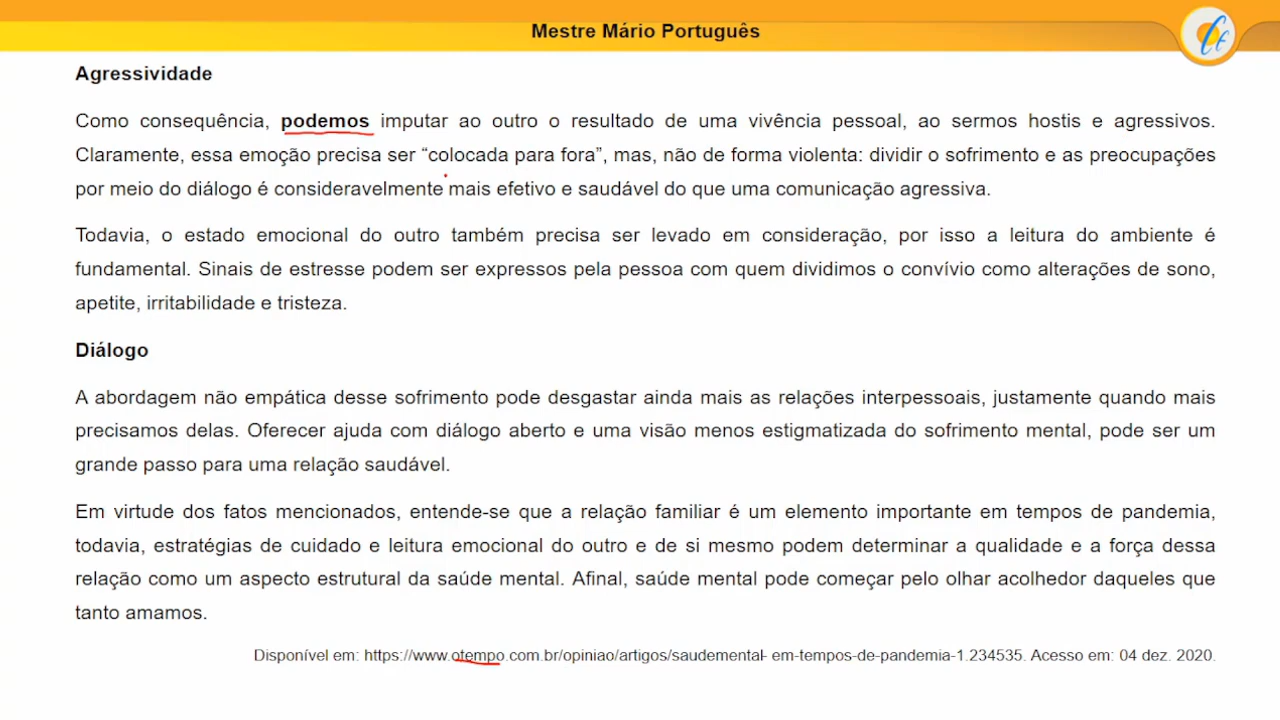 Mestre Mário Português
Agressividade
Como consequência, podemos imputar ao outro o resultado de uma vivência pessoal, ao sermos hostis e agressivos.
Claramente, essa emoção precisa ser “colocada para fora”, mas, não de forma violenta: dividir o sofrimento e as preocupações
por meio do diálogo é consideravelmente mais efetivo e saudável do que uma comunicação agressiva.
Todavia, o estado emocional do outro também precisa ser levado em consideração, por isso a leitura do ambiente é
fundamental. Sinais de estresse podem ser expressos pela pessoa com quem dividimos o convívio como alterações de sono,
apetite, irritabilidade e tristeza.
Diálogo
A abordagem não empática desse sofrimento pode desgastar ainda mais as relações interpessoais, justamente quando mais
precisamos delas. Oferecer ajuda com diálogo aberto e uma visão menos estigmatizada do sofrimento mental, pode ser um
grande passo para uma relação saudável.
Em virtude dos fatos mencionados, entende-se que a relação familiar é um elemento importante em tempos de pandemia,
todavia, estratégias de cuidado e leitura emocional do outro e de si mesmo podem determinar a qualidade e a força dessa
relação como um aspecto estrutural da saúde mental. Afinal, saúde mental pode começar pelo olhar acolhedor daqueles que
tanto amamos.
Disponível em: https://www.otempo.com.br/opiniao/artigos/saudemental- em-tempos-de-pandemia-1.234535. Acesso em: 04 dez. 2020.